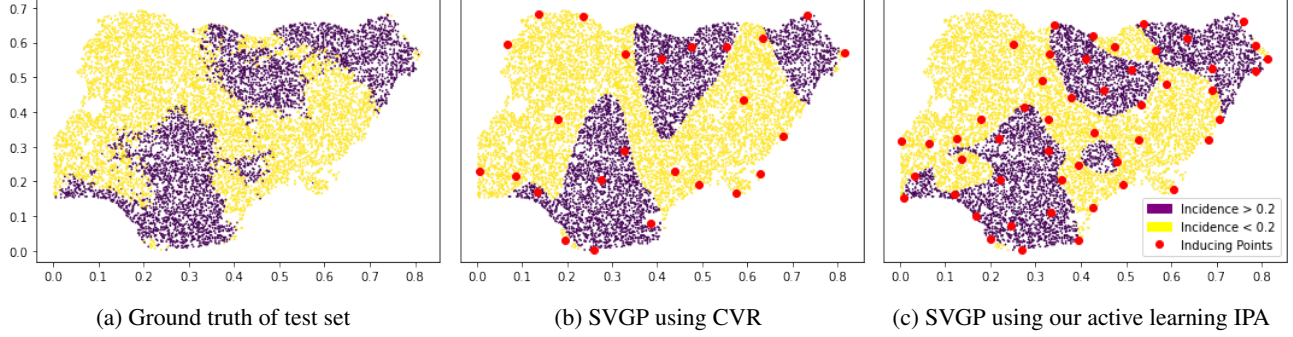 0.7
0.6
0.5
0.4
0.3
0.2
0.1
0.0
0.0 0.1 0.2 0.3 0.4 0.5 0.6 0.7 0.8
0.0 0.1 0.2 0.3 0.4 0.5 0.6 0.7 0.8
0.0 0.1 0.2 0.3 0.4 0.5 0.6 0.7 0.8
Incidence > 0.2
Incidence < 0.2
Inducing Points
(a) Ground truth of test set
(b) SVGP using CVR
(c) SVGP using our active learning IPA